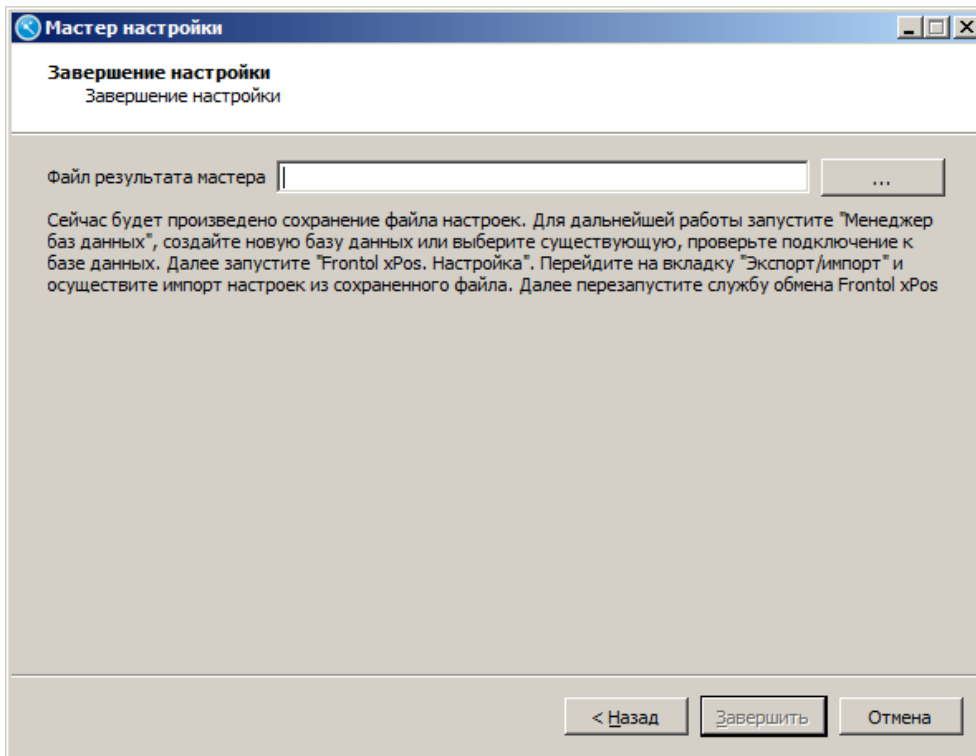 Мастер настройки
Завершение настройки
Завершение настройки
Файл результата мастера
...
Сейчас будет произведено сохранение файла настроек. Для дальнейшей работы запустите "Менеджер
баз данных", создайте новую базу данных или выберите существующую, проверьте подключение к
базе данных. Далее запустите "Frontol xPos. Настройка". Перейдите на вкладку "Экспорт/импорт" и
осуществите импорт настроек из сохраненного файла. Далее перезапустите службу обмена Frontol xPos
< Назад
Завершить
Отмена